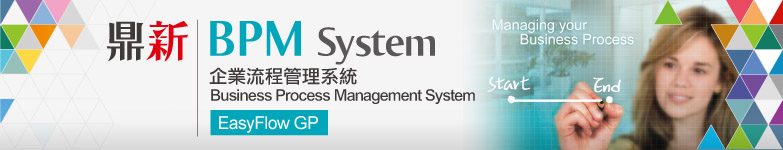 鼎新
BPM System
企業流程管理系統
Business Process Management System
EasyFlow GP
Managing your
Business Process
Start
End